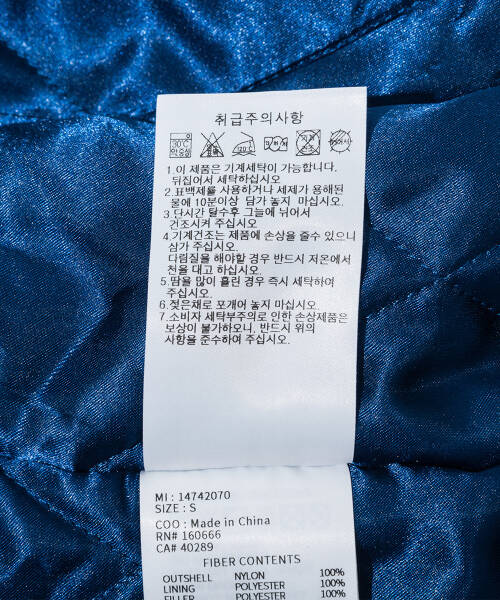 취급주의사항
30℃
1.이 제품은 기계세탁이 가능합니다.
뒤집어서 세탁하십시오
2.표백제를 사용하거나 세제가 용해된
물에 10분이상 담가 놓지 마십시오.
3.단시간 탈수후 그늘에 뉘어서
건조시켜 주십시오
4.기계건조는 제품에 손상을 줄수 있으니
삼가 주십시오.
다림질을 해야할 경우 반드시 저온에서
천을 대고 하십시오.
5.땀을 많이 흘린 경우 즉시 세탁하여
주십시오.
6.젖은채로 포개어 놓지 마십시오.
7.소비자 세탁부주의로 인한 손상제품은
보상이 불가하오니, 반드시 위의
사항을 준수하여 주십시오.
MI : 14742070
SIZE : S
COO : Made in China
RN# 160666
CA# 40289
FIBER CONTENTS
OUTSHELL NYLON 100%
LINING POLYESTER 100%
FILLER POLYESTER 100%